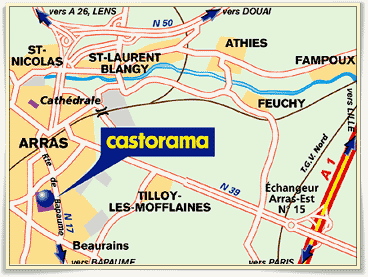 vers A 26, LENS
N 50
vers DOUAI
ST-
NICOLAS
ST-LAURENT
BLANGY
ATHIES
FAMPOUX
Cathédrale
FEUCHY
vers LILLE
ARRAS
castorama
T.G.V. Nord
A 1
Rte
de Bapaume
N 17
TILLOY-
LES-MOFFLAINES
N 39
Échangeur
Arras-Est
N° 15
Beaurains
vers BAPAUME
vers PARIS